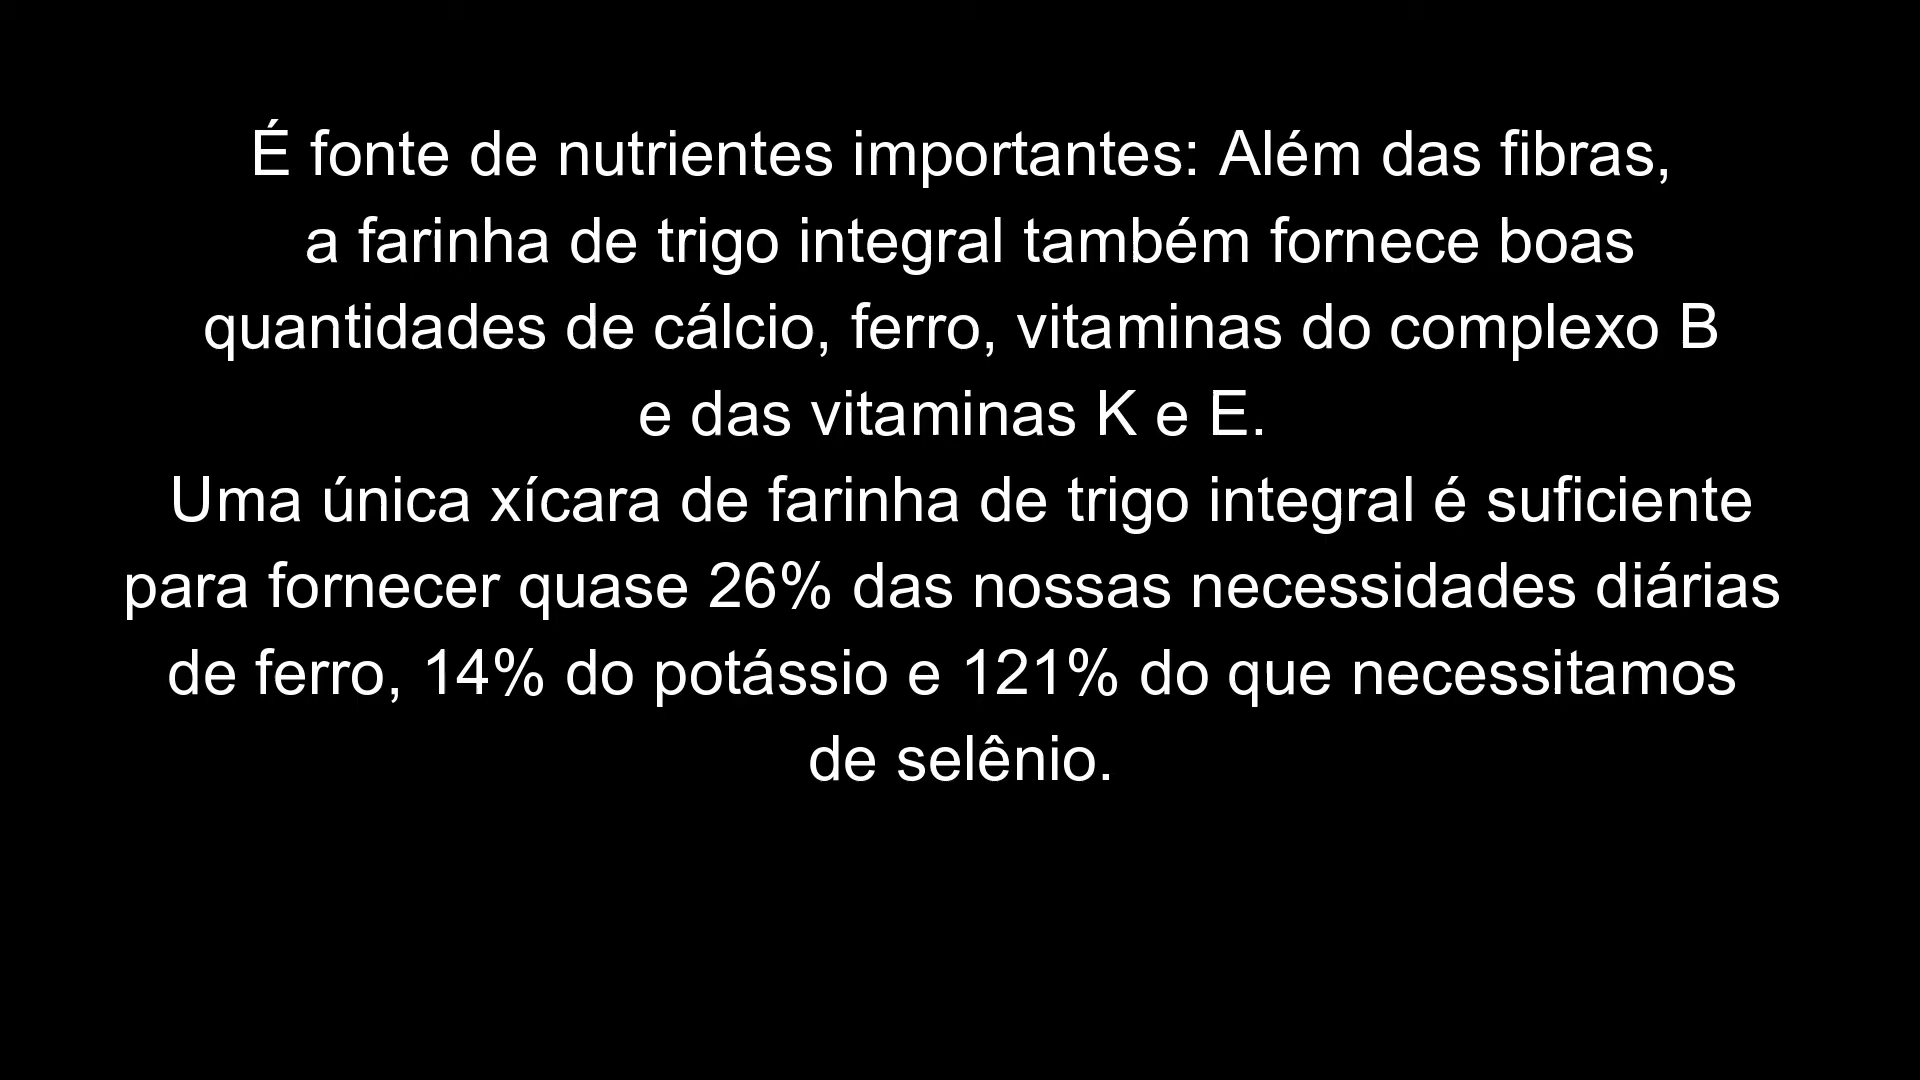 É fonte de nutrientes importantes: Além das fibras,
a farinha de trigo integral também fornece boas
quantidades de cálcio, ferro, vitaminas do complexo B
e das vitaminas K e E.
Uma única xícara de farinha de trigo integral é suficiente
para fornecer quase 26% das nossas necessidades diárias
de ferro, 14% do potássio e 121% do que necessitamos
de selênio.